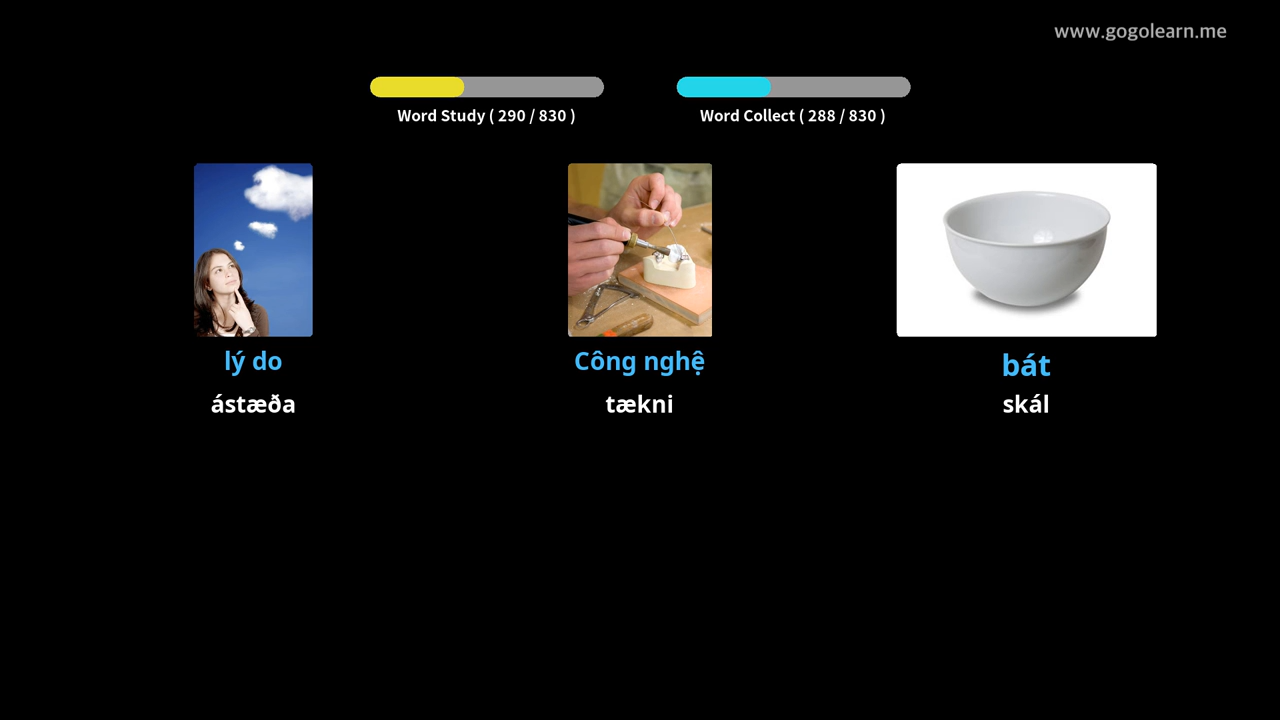 www.gogolearn.me
Word Study ( 290 / 830 )
Word Collect ( 288 / 830 )
lý do
Công nghệ
bát
ástæða
tækni
skál